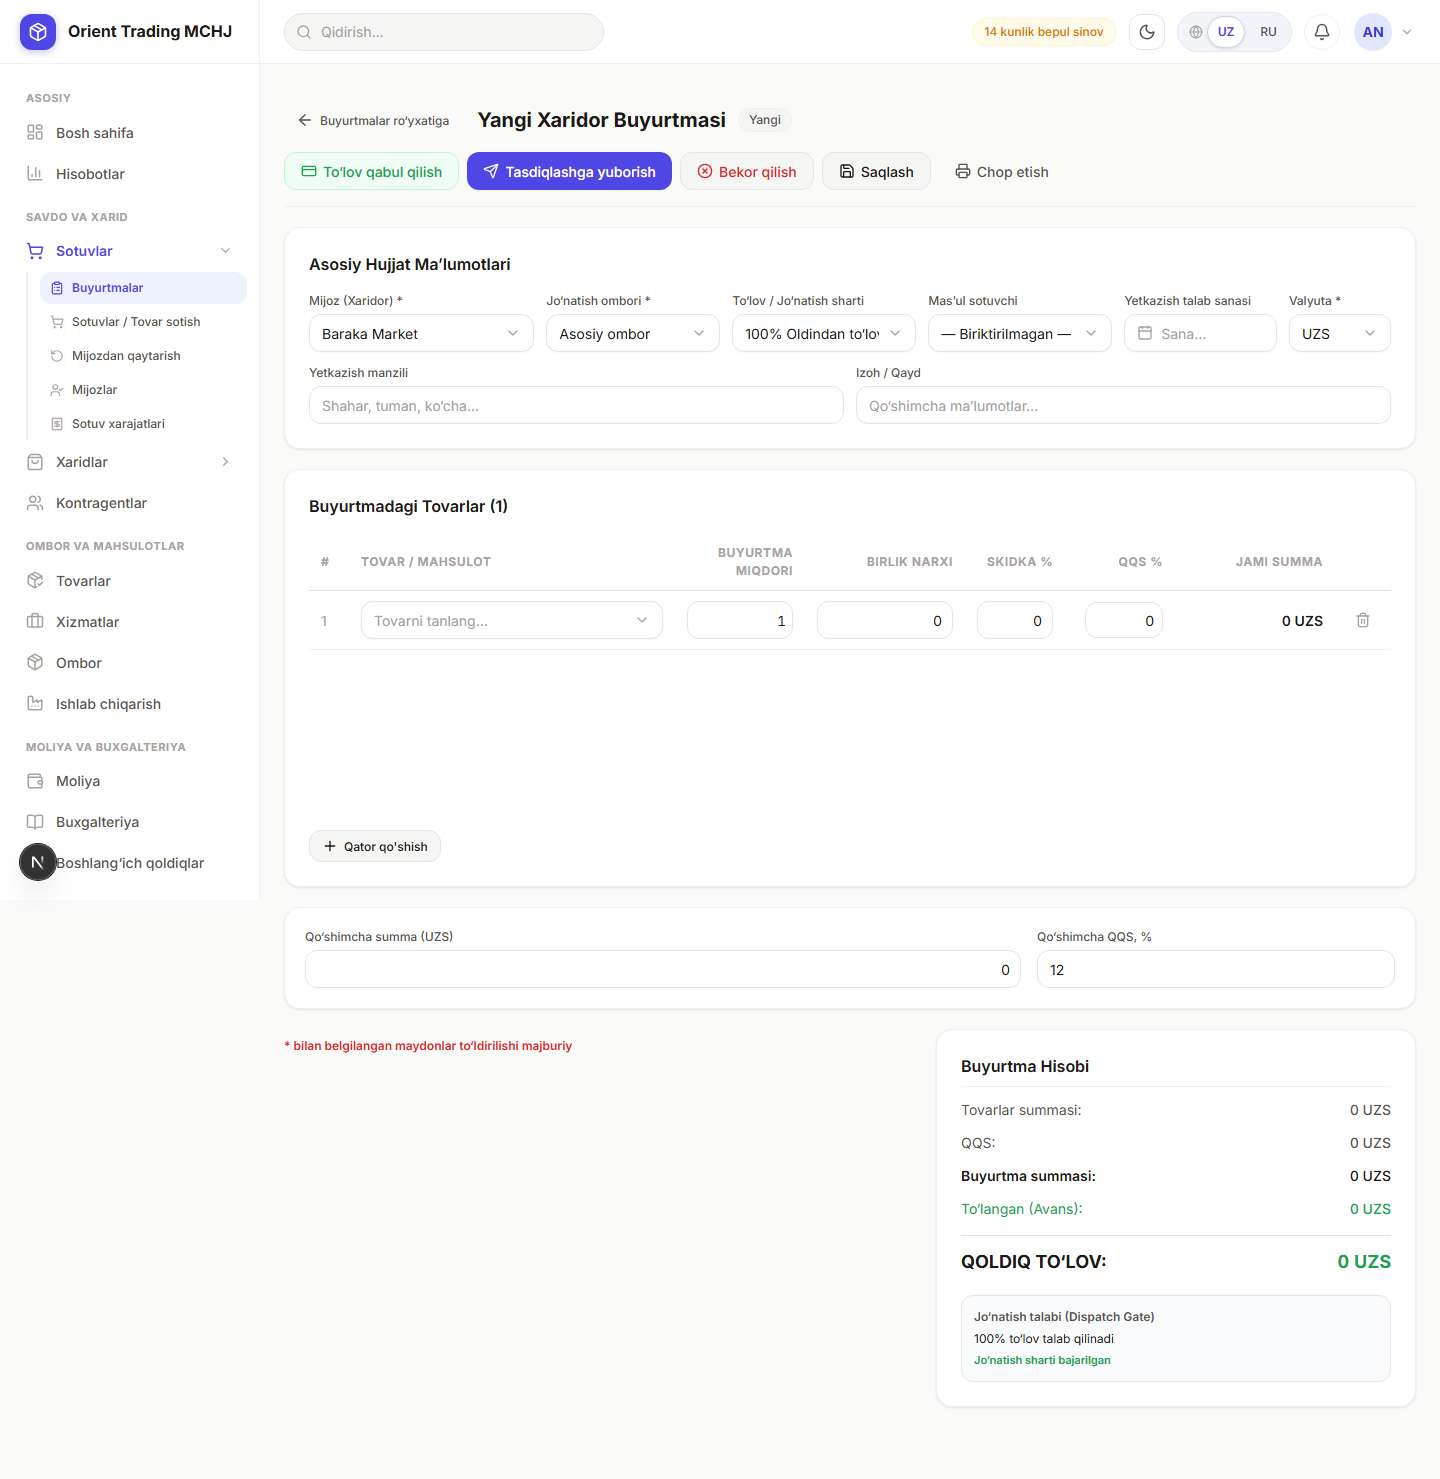 Orient Trading MCHJ
Qidirish...
14 kunlik bepul sinov
UZ
RU
AN
ASOSIY
Bosh sahifa
Hisobotlar
SAVDO VA XARID
Sotuvlar
Buyurtmalar
Sotuvlar / Tovar sotish
Mijozdan qaytarish
Mijozlar
Sotuv xarajatlari
Xaridlar
Kontragentlar
OMBOR VA MAHSULOTLAR
Tovarlar
Xizmatlar
Ombor
Ishlab chiqarish
MOLIYA VA BUXGALTERIYA
Moliya
Buxgalteriya
N
Boshlang‘ich qoldiqlar
Buyurtmalar ro‘yxatiga
Yangi Xaridor Buyurtmasi
Yangi
To‘lov qabul qilish
Tasdiqlashga yuborish
Bekor qilish
Saqlash
Chop etish
Asosiy Hujjat Ma’lumotlari
Mijoz (Xaridor) *
Jo‘natish ombori *
To‘lov / Jo‘natish sharti
Mas’ul sotuvchi
Yetkazish talab sanasi
Valyuta *
Baraka Market
Asosiy ombor
100% Oldindan to‘lov
— Biriktirilmagan —
Sana...
UZS
Yetkazish manzili
Izoh / Qayd
Shahar, tuman, ko‘cha...
Qo‘shimcha ma’lumotlar...
Buyurtmadagi Tovarlar (1)
#
TOVAR / MAHSULOT
BUYURTMA
MIQDORI
BIRLIK NARXI
SKIDKA %
QQS %
JAMI SUMMA
1
Tovarni tanlang...
1
0
0
0
0 UZS
Qator qo'shish
Qo‘shimcha summa (UZS)
Qo‘shimcha QQS, %
0
12
* bilan belgilangan maydonlar to‘ldirilishi majburiy
Buyurtma Hisobi
Tovarlar summasi:
0 UZS
QQS:
0 UZS
Buyurtma summasi:
0 UZS
To‘langan (Avans):
0 UZS
QOLDIQ TO‘LOV:
0 UZS
Jo‘natish talabi (Dispatch Gate)
100% to‘lov talab qilinadi
Jo‘natish sharti bajarilgan